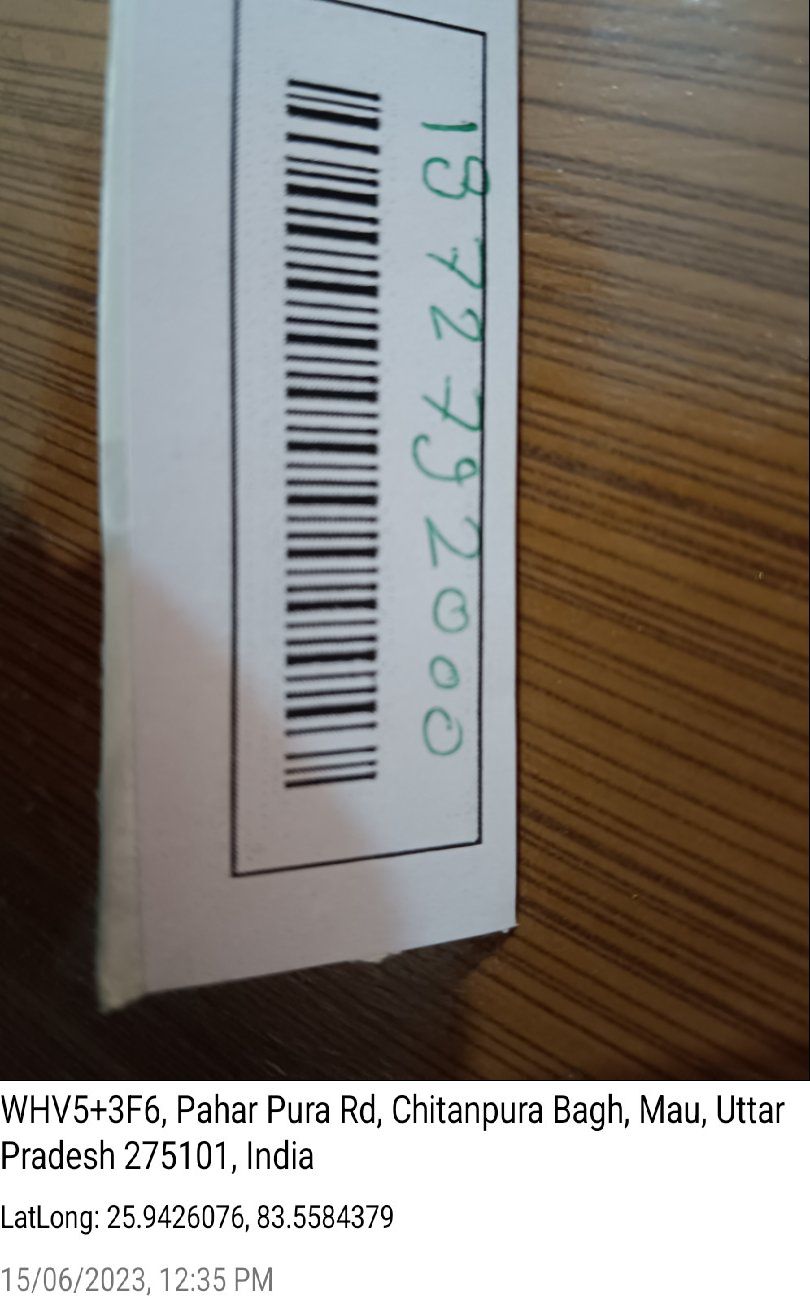 1872792000
WHV5+3F6, Pahar Pura Rd, Chitanpura Bagh, Mau, Uttar
Pradesh 275101, India
LatLong: 25.9426076, 83.5584379
15/06/2023, 12:35 PM